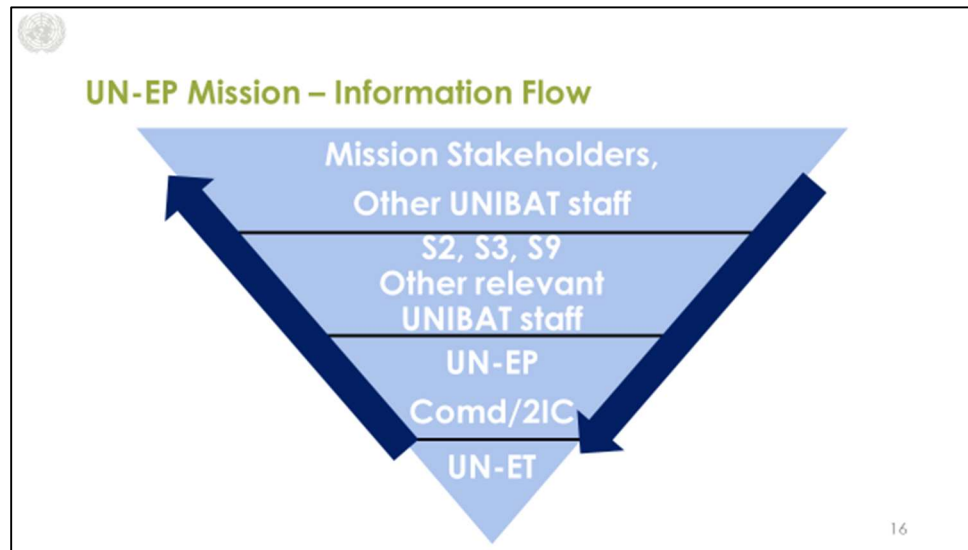 UN-EP Mission – Information Flow
Mission Stakeholders,
Other UNIBAT staff
S2, S3, S9
Other relevant
UNIBAT staff
UN-EP
Comd/2IC
UN-ET
16